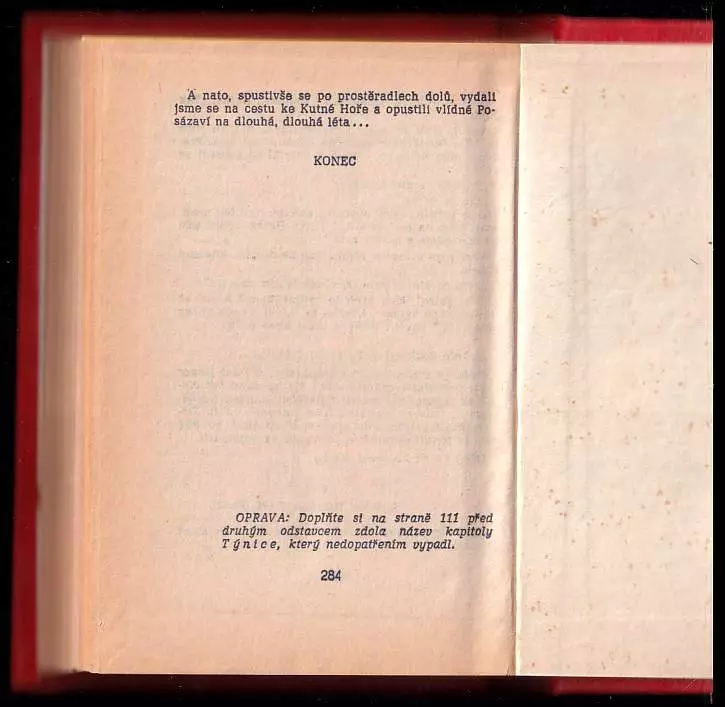 A nato, spustivše se po prostěradlech dolů, vydali
jsme se na cestu ke Kutné Hoře a opustili vlídné Po-
sázaví na dlouhá, dlouhá léta...
KONEC
OPRAVA: Doplňte si na straně 111 před
druhým odstavcem zdola název kapitoly
Týnice, který nedopatřením vypadl.
284